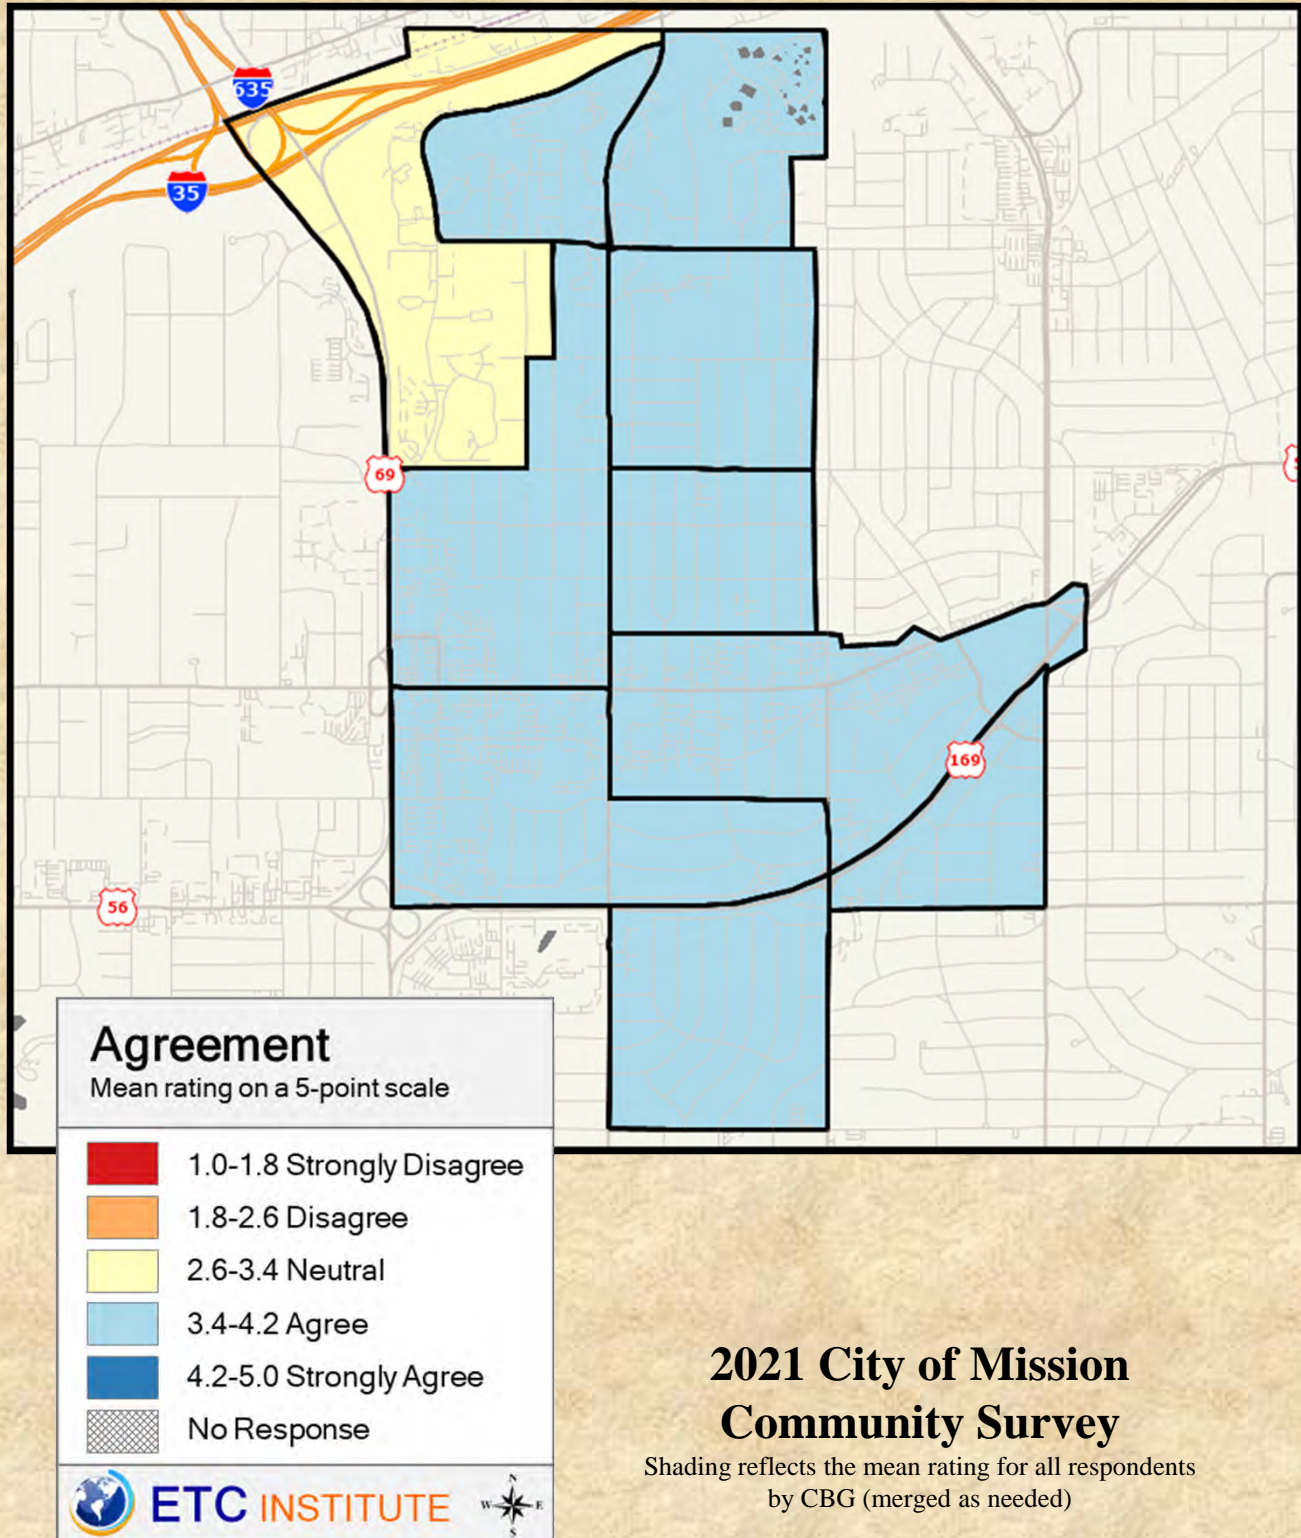 635
35
69
169
56
Agreement
Mean rating on a 5-point scale
1.0-1.8 Strongly Disagree
1.8-2.6 Disagree
2.6-3.4 Neutral
3.4-4.2 Agree
4.2-5.0 Strongly Agree
No Response
ETC INSTITUTE
N
W E
S
2021 City of Mission
Community Survey
Shading reflects the mean rating for all respondents
by CBG (merged as needed)